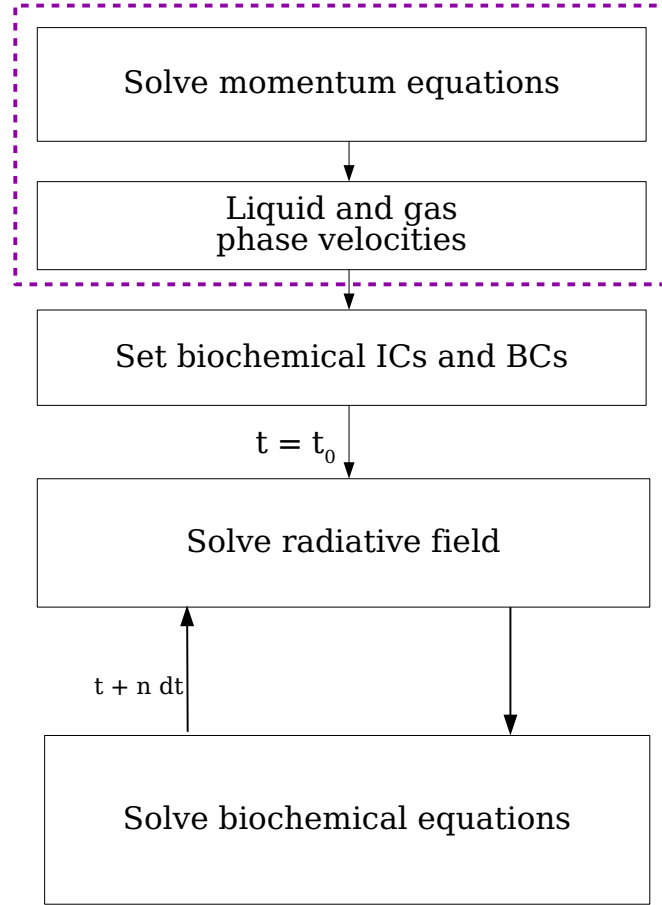 Solve momentum equations
Liquid and gas
phase velocities
Set biochemical ICs and BCs
t = t₀
Solve radiative field
t + n dt
Solve biochemical equations